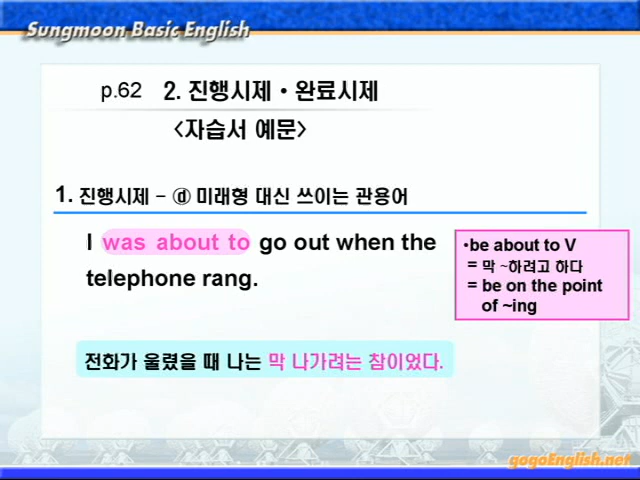 Sungmoon Basic English
p.62 2. 진행시제 • 완료시제
<자습서 예문>
1. 진행시제 - ⓓ 미래형 대신 쓰이는 관용어
I was about to go out when the
telephone rang.
•be about to V
= 막 ~하려고 하다
= be on the point
of ~ing
전화가 울렸을 때 나는 막 나가려는 참이었다.
gogoEnglish.net